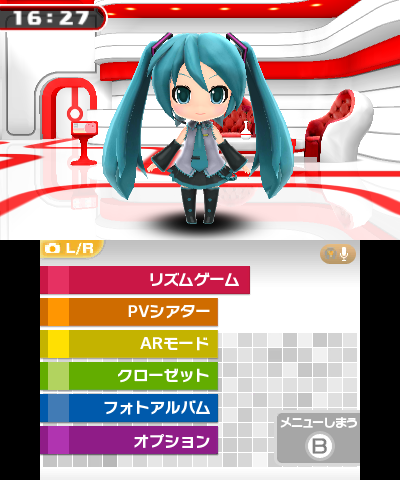 16:27
L/R
Y
リズムゲーム
PVシアター
ARモード
クローゼット
フォトアルバム
オプション
メニューしまう
B